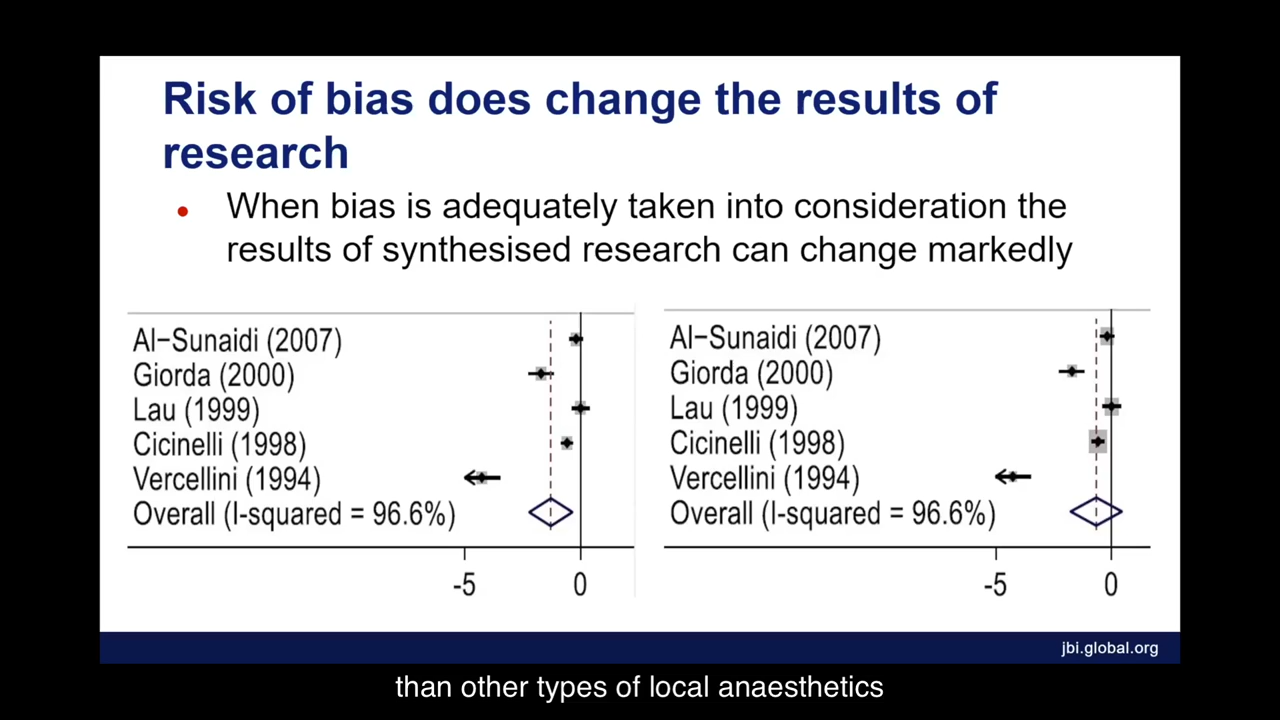 Risk of bias does change the results of
research
• When bias is adequately taken into consideration the
results of synthesised research can change markedly
Al−Sunaidi (2007)
Giorda (2000)
Lau (1999)
Cicinelli (1998)
Vercellini (1994)
Overall (I-squared = 96.6%)
-5 0
Al−Sunaidi (2007)
Giorda (2000)
Lau (1999)
Cicinelli (1998)
Vercellini (1994)
Overall (I-squared = 96.6%)
-5 0
jbi.global.org
than other types of local anaesthetics